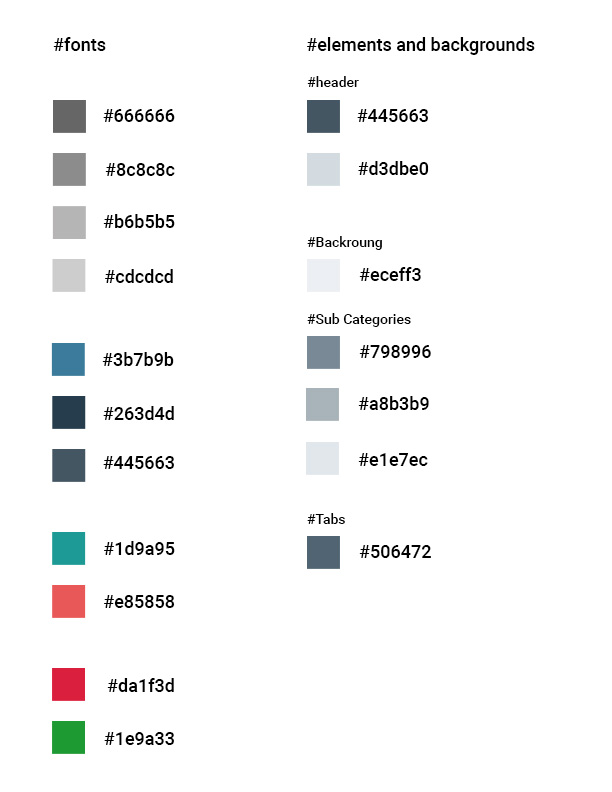 #fonts
#666666
#8c8c8c
#b6b5b5
#cdcdcd
#3b7b9b
#263d4d
#445663
#1d9a95
#e85858
#da1f3d
#1e9a33
#elements and backgrounds
#header
#445663
#d3dbe0
#Backroung
#eceff3
#Sub Categories
#798996
#a8b3b9
#e1e7ec
#Tabs
#506472